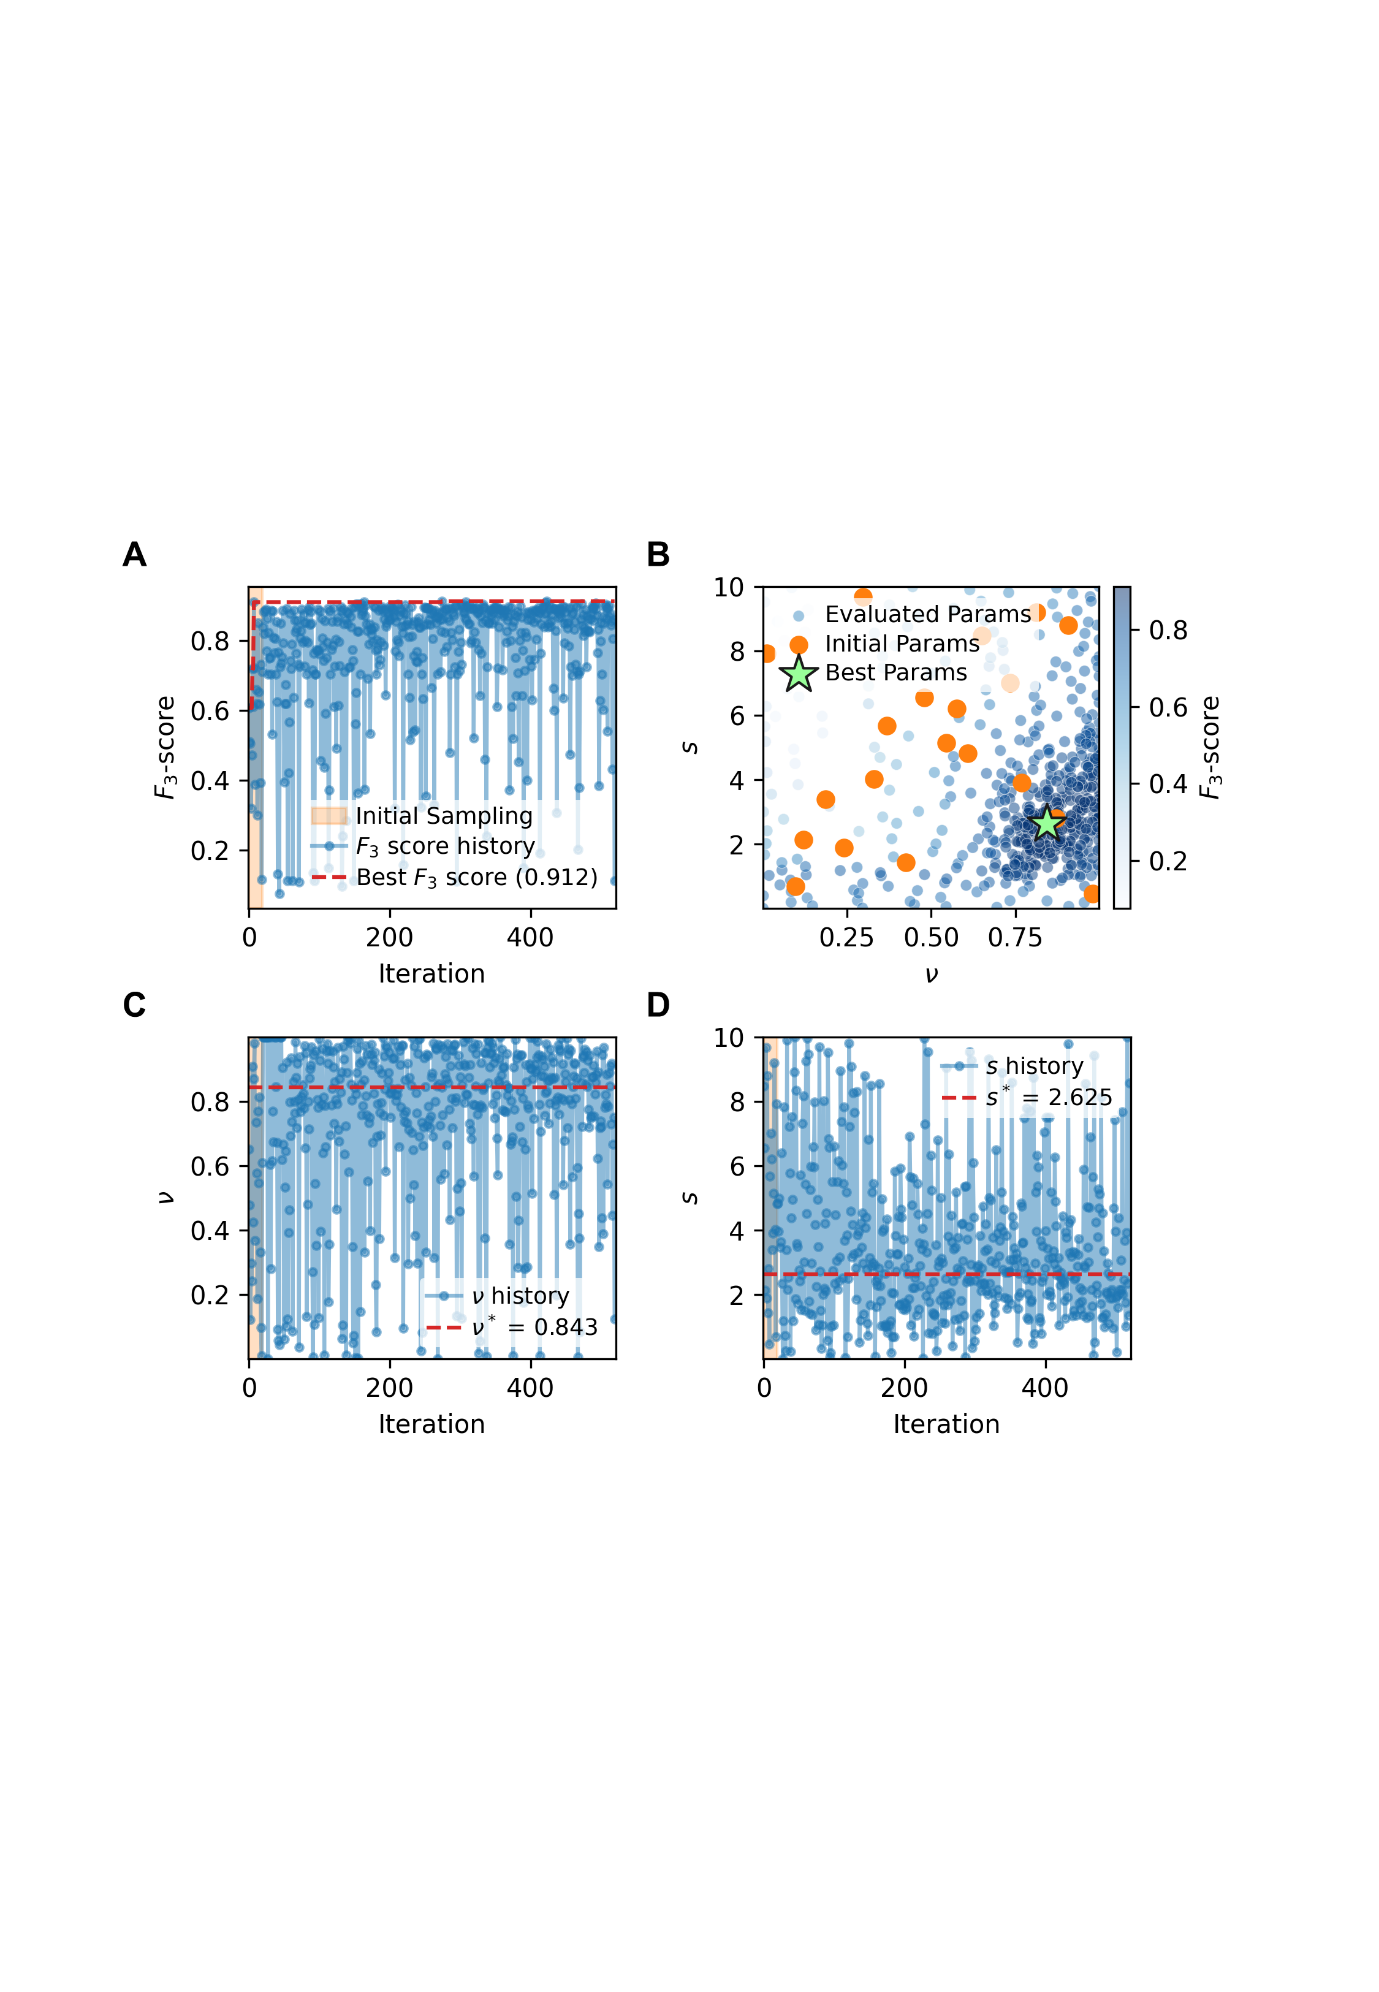 A
B
0.8
0.6
0.4
0.2
F₃-score
Initial Sampling
F₃ score history
Best F₃ score (0.912)
0
200
400
Iteration
10
8
6
4
2
s
Evaluated Params
Initial Params
Best Params
0.25
0.50
0.75
ν
0.8
0.6
0.4
0.2
F₃-score
C
D
0.8
0.6
0.4
0.2
ν
ν history
ν* = 0.843
0
200
400
Iteration
10
8
6
4
2
s
s history
s* = 2.625
0
200
400
Iteration